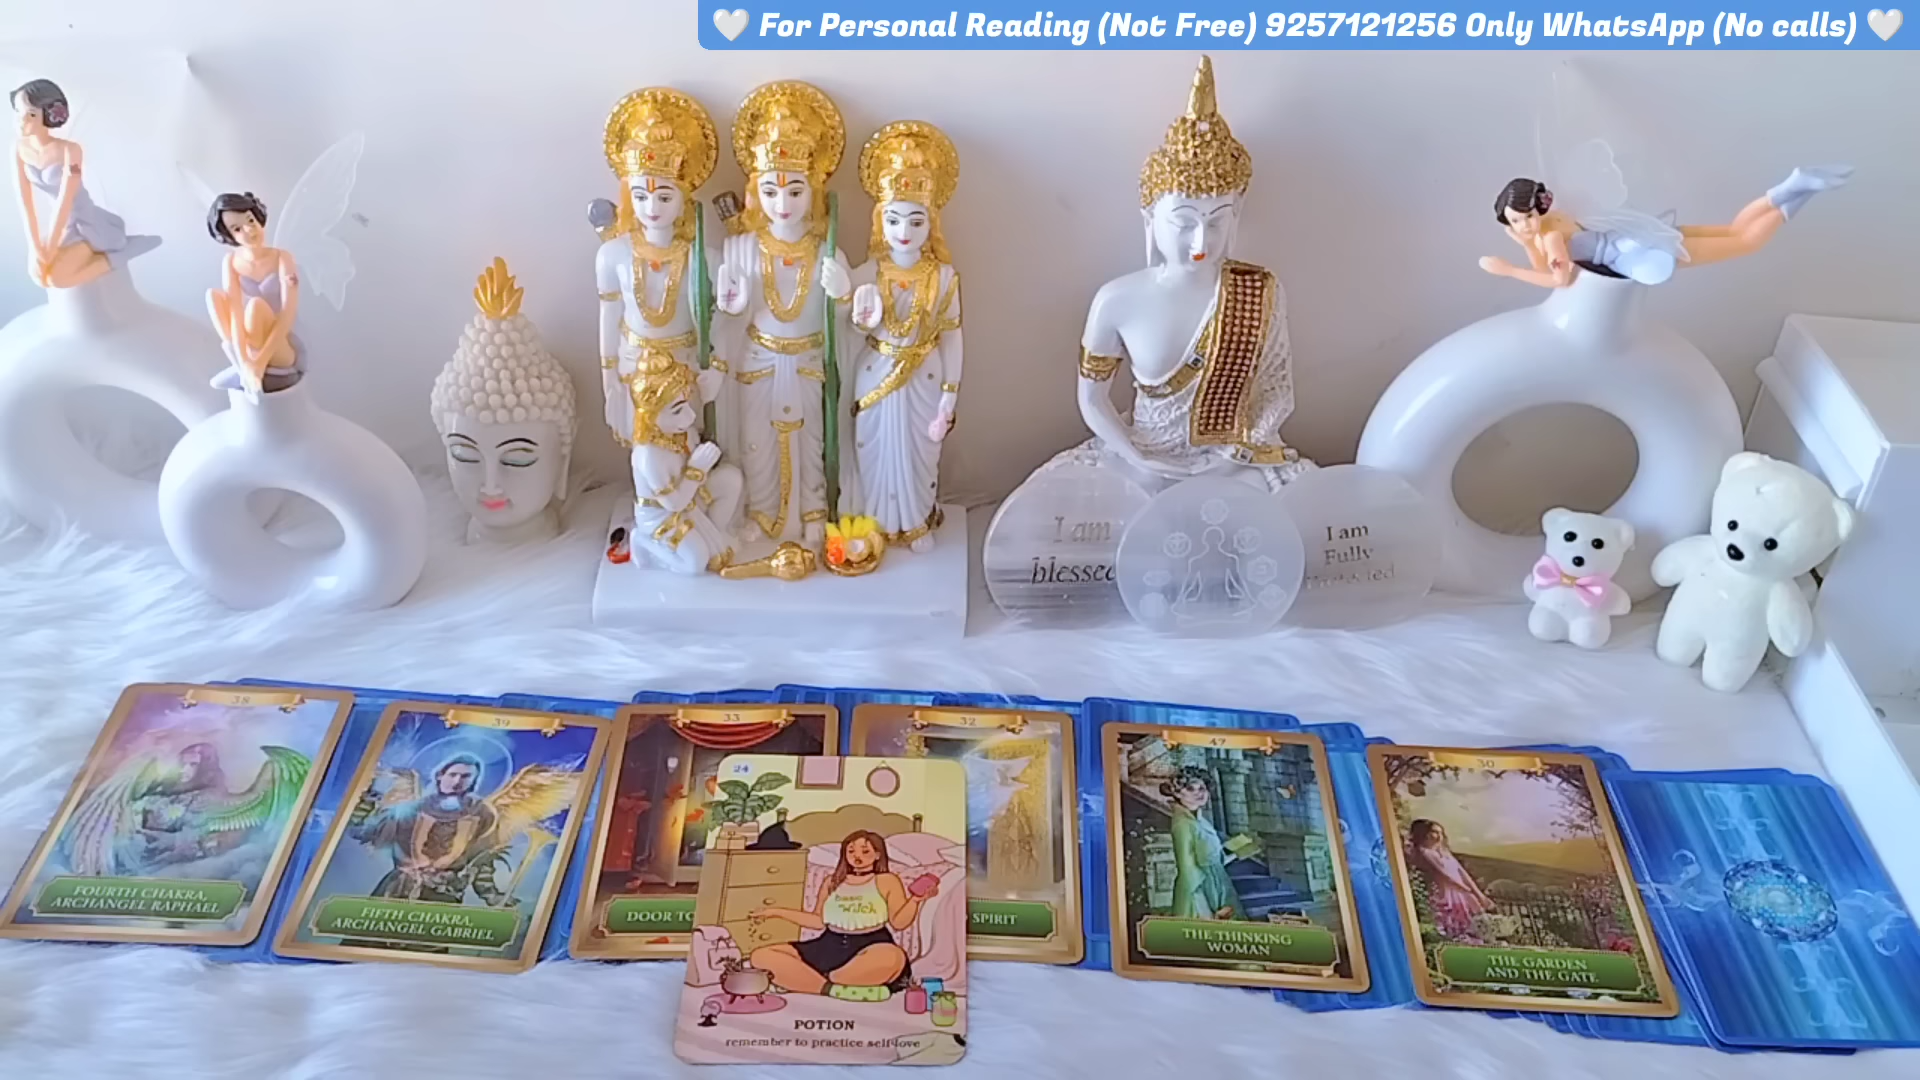 🤍 For Personal Reading (Not Free) 9257121256 Only WhatsApp (No calls) 🤍
I am
blessed
I am
Fully
38
FOURTH CHAKRA,
ARCHANGEL RAPHAEL
39
FIFTH CHAKRA,
ARCHANGEL GABRIEL
33
DOOR TO
32
SPIRIT
47
THE THINKING
WOMAN
30
THE GARDEN
AND THE GATE
24
basic
witch
POTION
remember to practice self-love